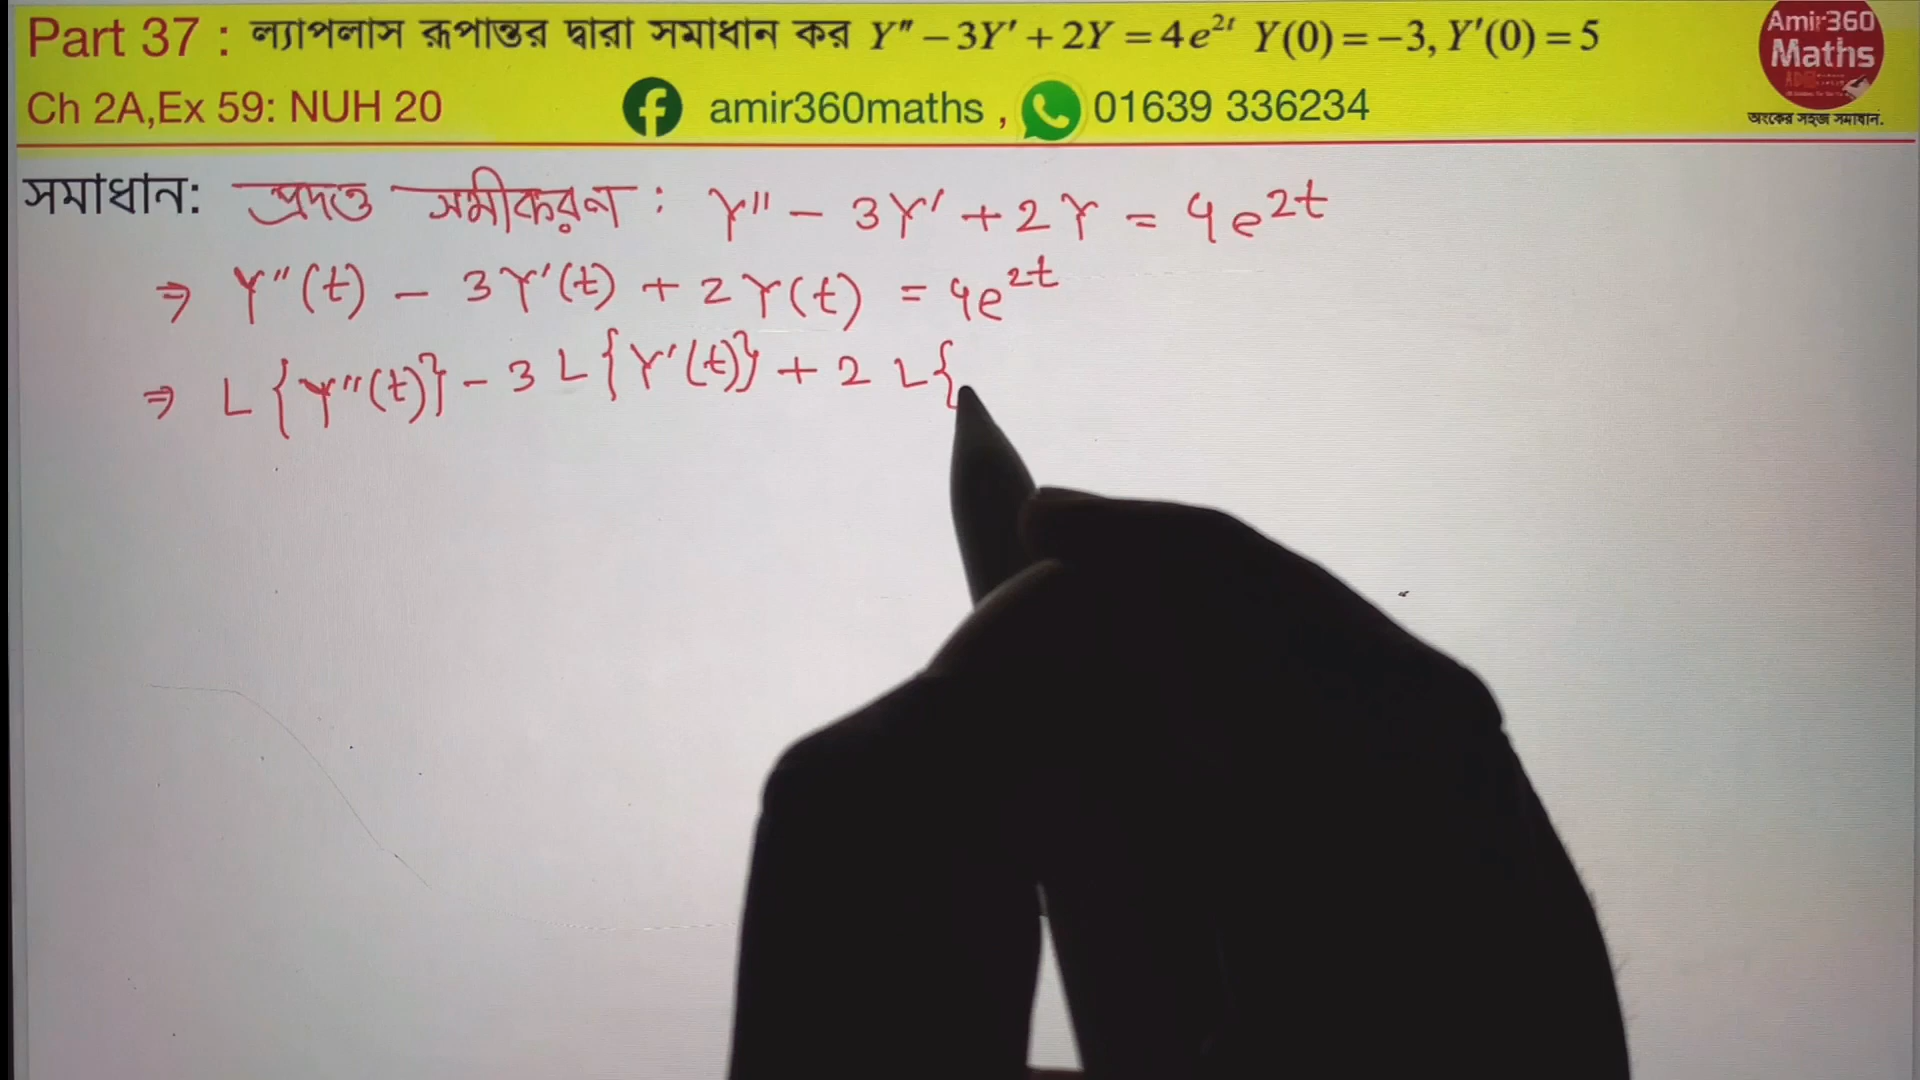 Part 37 : ল্যাপলাস রূপান্তর দ্বারা সমাধান কর Y″ − 3Y′ + 2Y = 4e^{2t} Y(0) = −3, Y′(0) = 5
Ch 2A,Ex 59: NUH 20 amir360maths , 01639 336234
Amir360
Maths
অংকের সহজ সমাধান.
সমাধান: প্রদত্ত সমীকরন : Y″ − 3Y′ + 2Y = 4e^{2t}
⇒ Y″(t) − 3Y′(t) + 2Y(t) = 4e^{2t}
⇒ L{Y″(t)} − 3L{Y′(t)} + 2L{